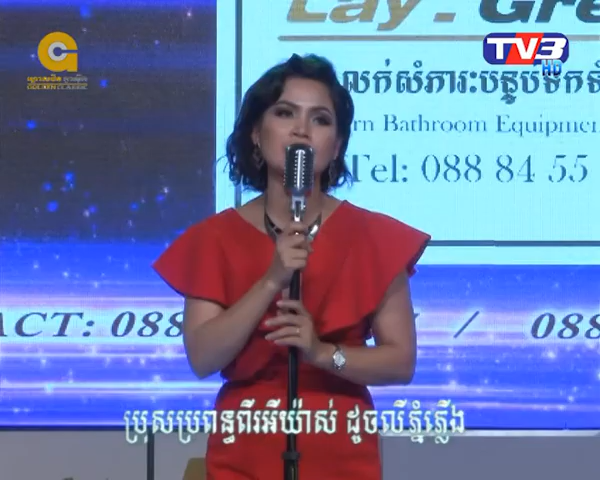 Lay. Gre
TV3
HD
GOLDEN CLASSIC
លក់សំភារៈបន្ទប់ទឹកទំ
rn Bathroom Equipmen
Tel: 088 84 55
ACT: 088 / 088
ប្រុសប្រពន្ធពីរអីយ៉ាស់ ដូចលីភ្នំភ្លើង